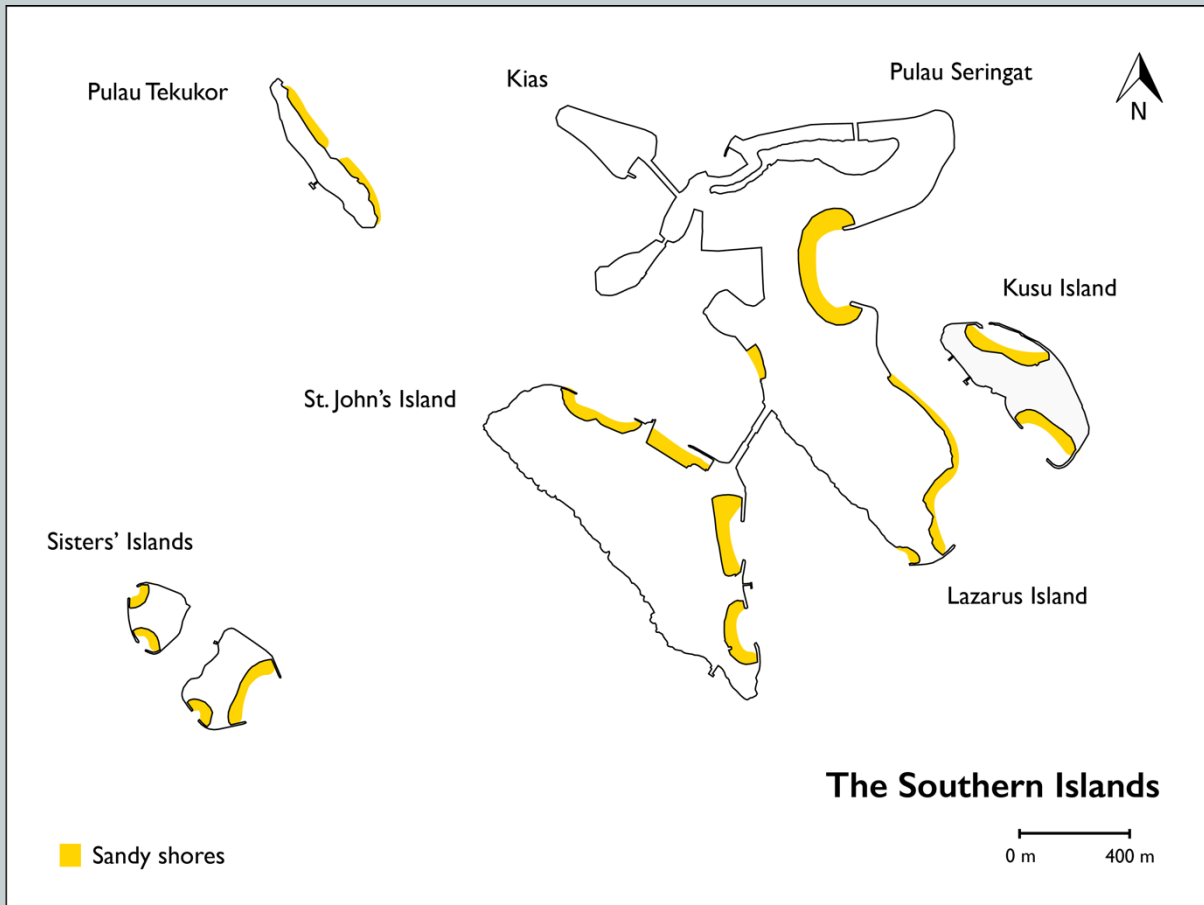 Pulau Tekukor
Kias
Pulau Seringat
N
Kusu Island
St. John's Island
Sisters' Islands
Lazarus Island
The Southern Islands
Sandy shores
0 m
400 m